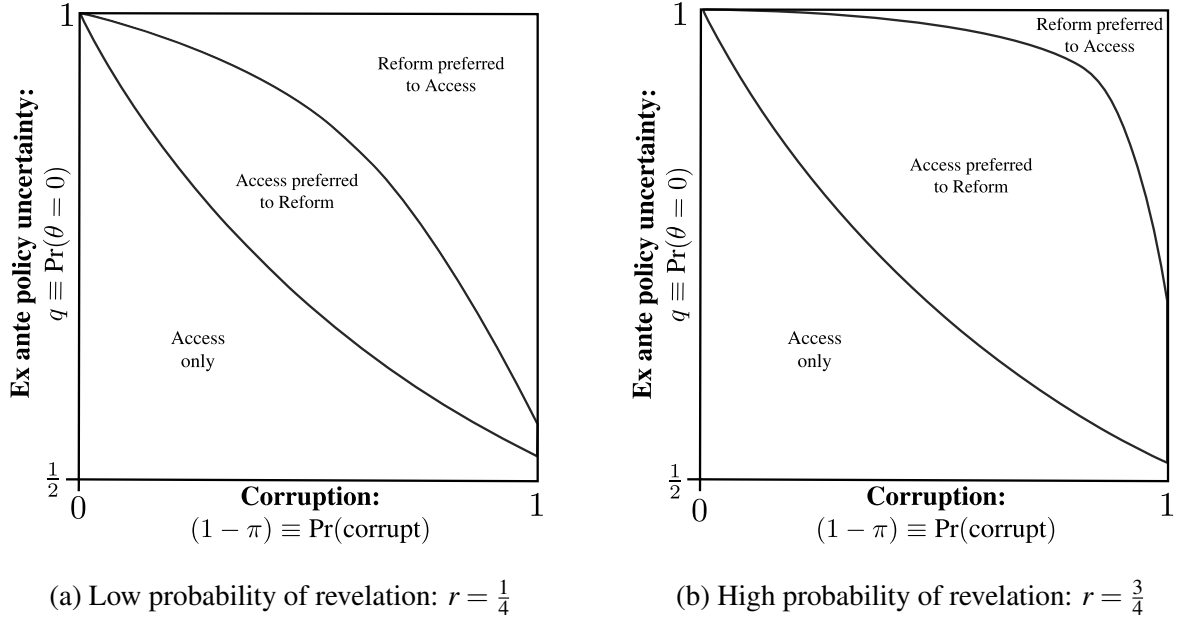 1
Ex ante policy uncertainty:
q ≡ Pr(θ = 0)
Reform preferred
to Access
Access preferred
to Reform
Access
only
1/2
0
1
Corruption:
(1 − π) ≡ Pr(corrupt)
(a) Low probability of revelation: r = 1/4
1
Ex ante policy uncertainty:
q ≡ Pr(θ = 0)
Reform preferred
to Access
Access preferred
to Reform
Access
only
1/2
0
1
Corruption:
(1 − π) ≡ Pr(corrupt)
(b) High probability of revelation: r = 3/4